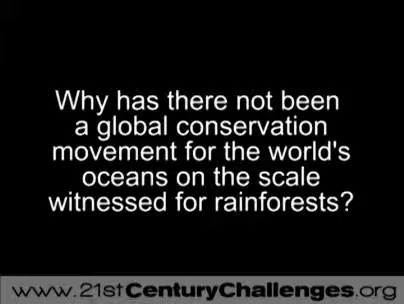 Why has there not been
a global conservation
movement for the world's
oceans on the scale
witnessed for rainforests?
www.21stCenturyChallenges.org